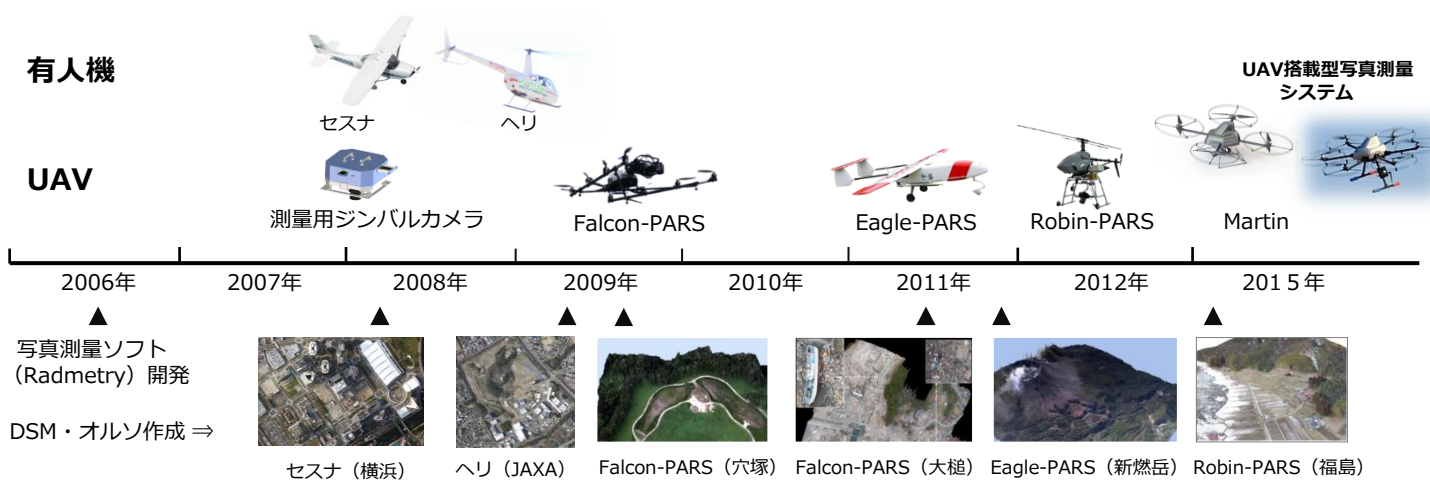 有人機
UAV搭載型写真測量
システム
セスナ
ヘリ
UAV
測量用ジンバルカメラ
Falcon-PARS
Eagle-PARS
Robin-PARS
Martin
2006年
2007年
2008年
2009年
2010年
2011年
2012年
201５年
▲ ▲ ▲ ▲ ▲ ▲ ▲
写真測量ソフト
（Radmetry）開発
DSM・オルソ作成 ⇒
セスナ（横浜）
ヘリ（JAXA）
Falcon-PARS（穴塚）
Falcon-PARS（大槌）
Eagle-PARS（新燃岳）
Robin-PARS（福島）